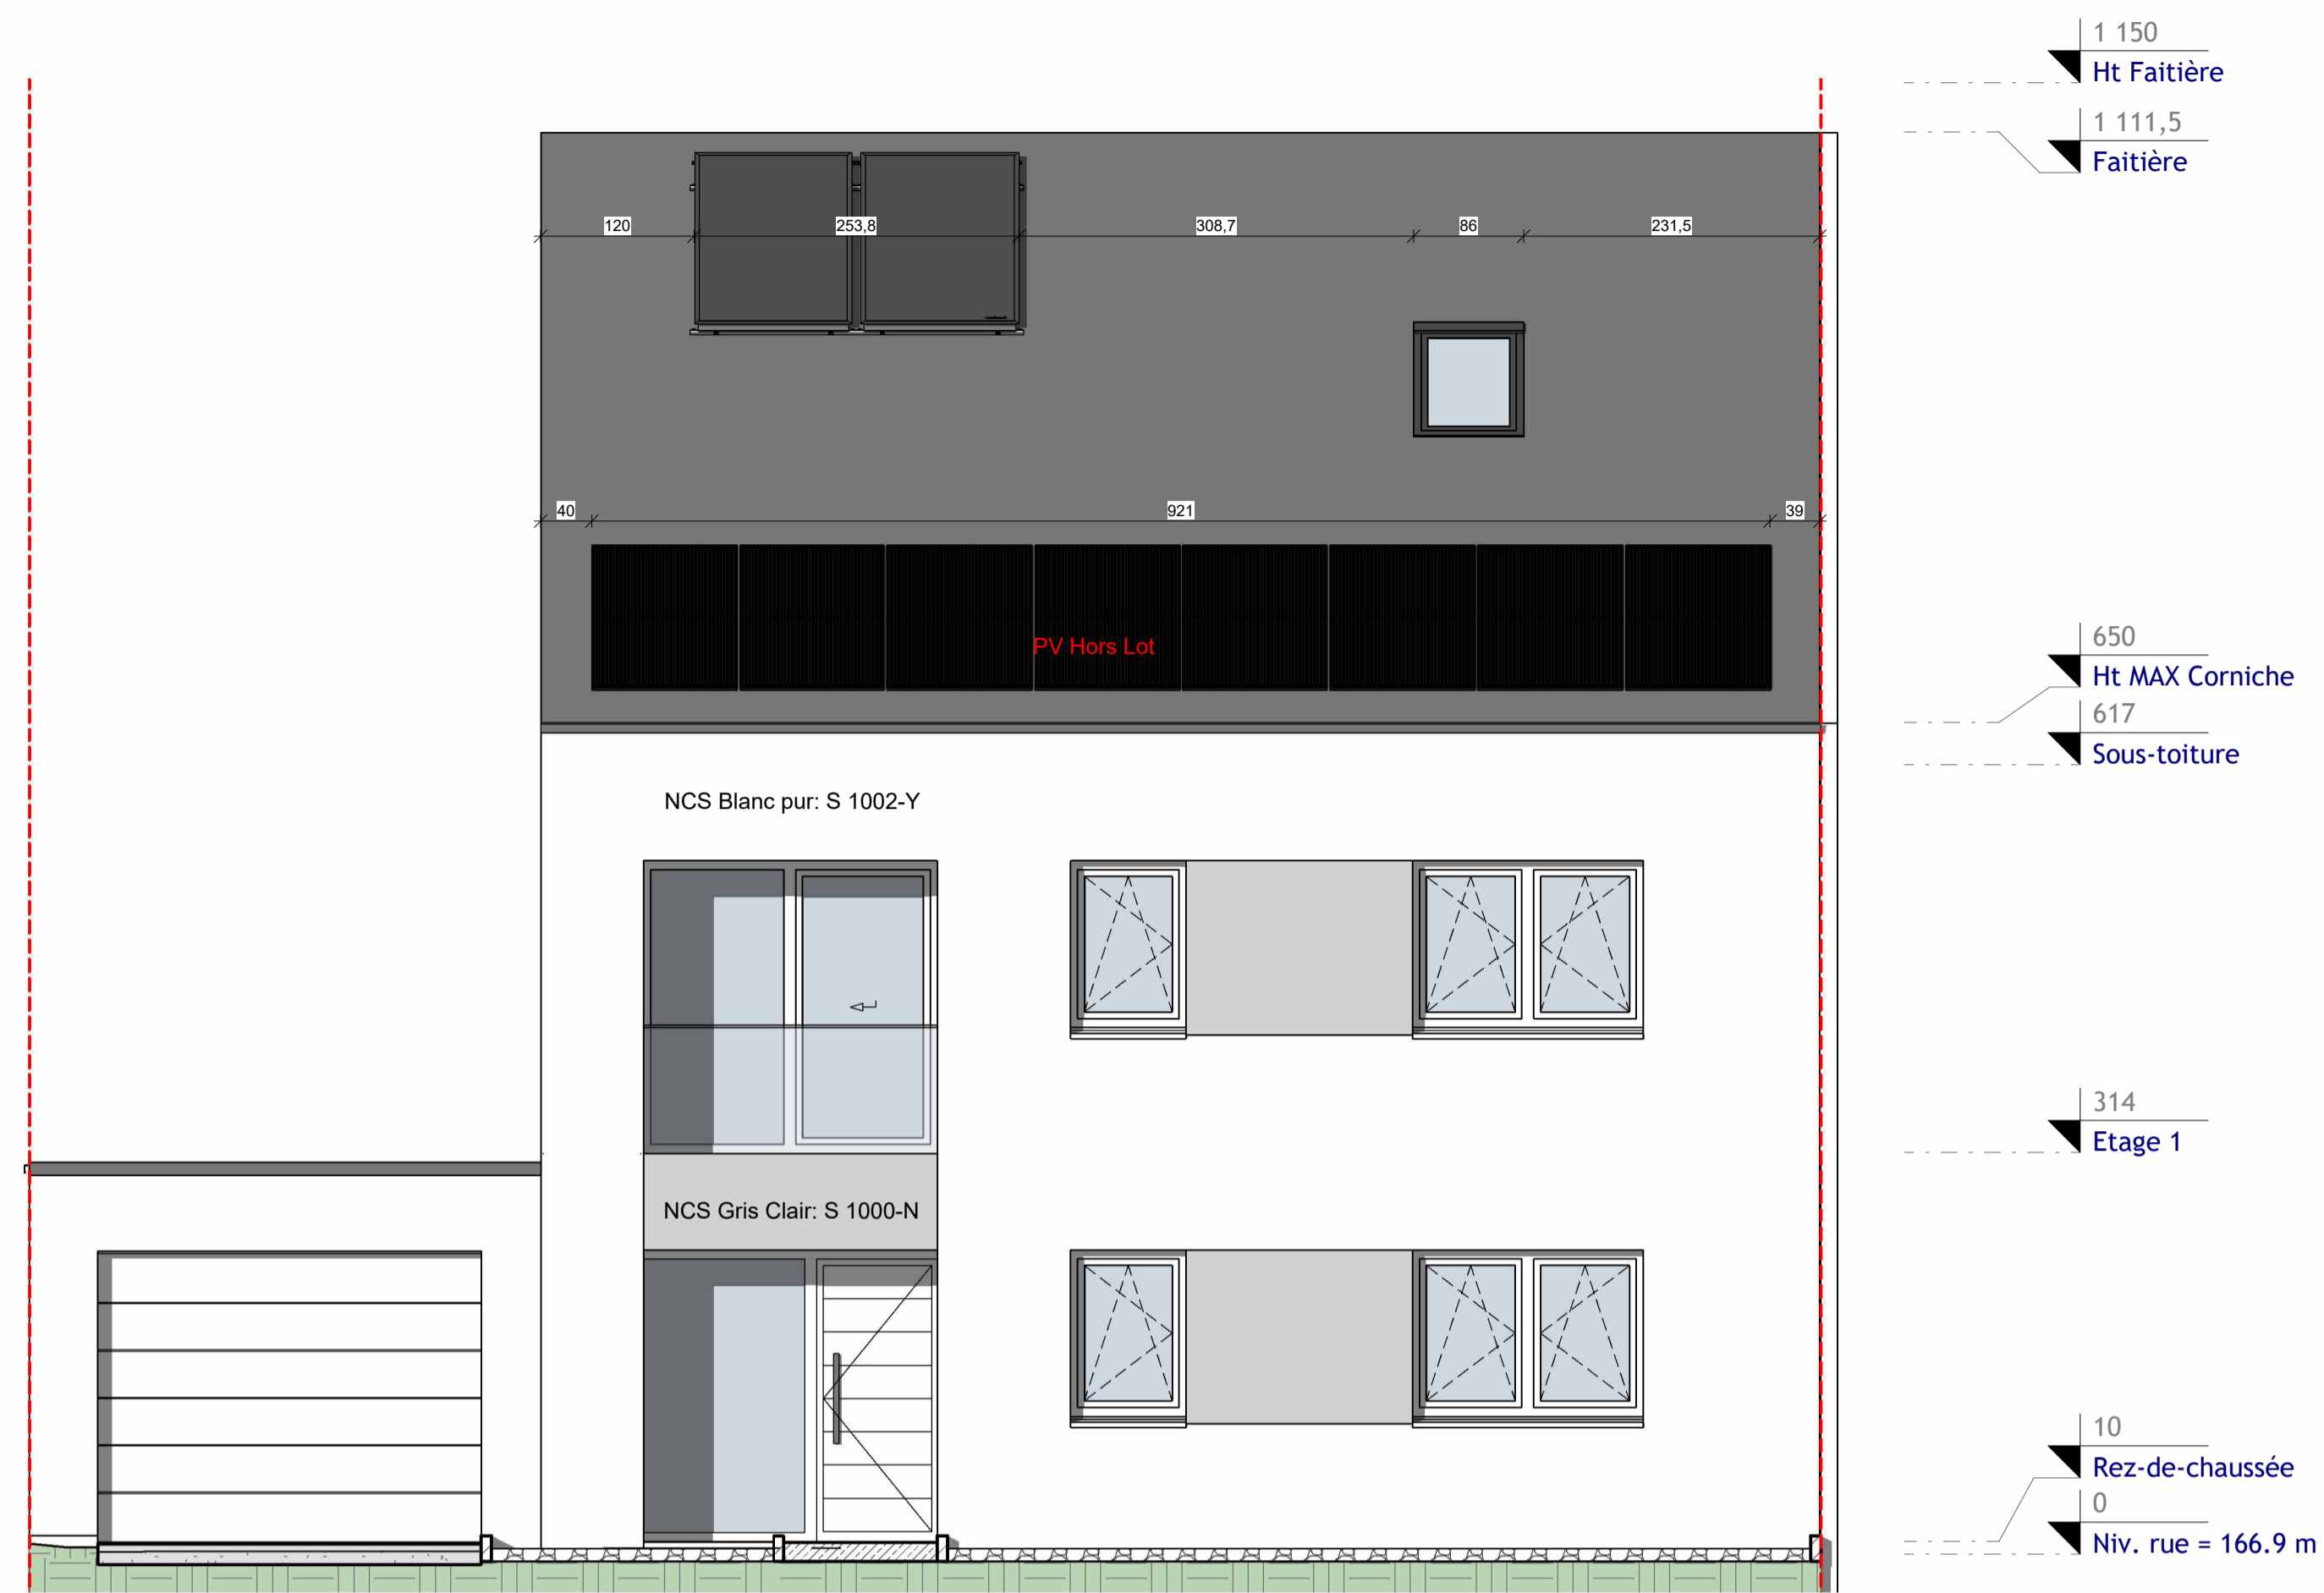 1 150
Ht Faitière
1 111,5
Faitière
120
253,8
308,7
86
231,5
40
921
39
PV Hors Lot
650
Ht MAX Corniche
617
Sous-toiture
NCS Blanc pur: S 1002-Y
314
Etage 1
NCS Gris Clair: S 1000-N
10
Rez-de-chaussée
0
Niv. rue = 166.9 m